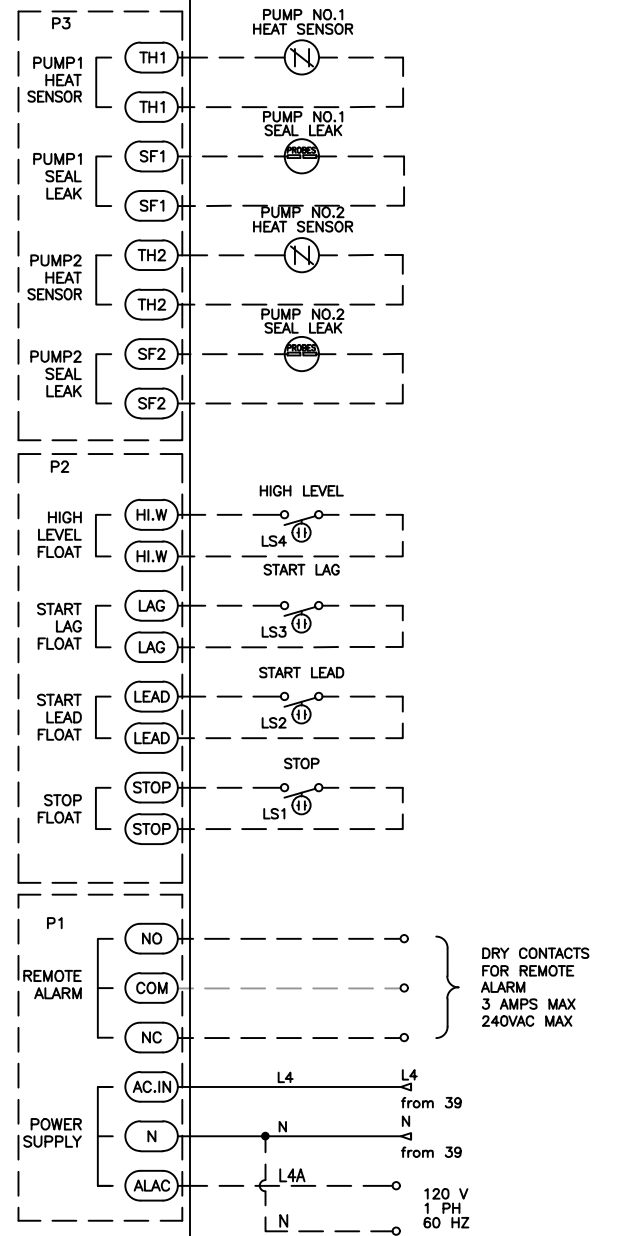 P3
PUMP NO.1
HEAT SENSOR
PUMP1
HEAT
SENSOR
TH1
TH1
PUMP NO.1
SEAL LEAK
PROBES
PUMP1
SEAL
LEAK
SF1
SF1
PUMP NO.2
HEAT SENSOR
PUMP2
HEAT
SENSOR
TH2
TH2
PUMP NO.2
SEAL LEAK
PROBES
PUMP2
SEAL
LEAK
SF2
SF2
P2
HIGH LEVEL
HIGH
LEVEL
FLOAT
HI.W
HI.W
LS4
START LAG
START
LAG
FLOAT
LAG
LAG
LS3
START LEAD
START
LEAD
FLOAT
LEAD
LEAD
LS2
STOP
STOP
FLOAT
STOP
STOP
LS1
P1
REMOTE
ALARM
NO
COM
NC
DRY CONTACTS
FOR REMOTE
ALARM
3 AMPS MAX
240VAC MAX
POWER
SUPPLY
AC.IN
L4
L4
from 39
N
N
N
from 39
ALAC
L4A
N
120 V
1 PH
60 HZ